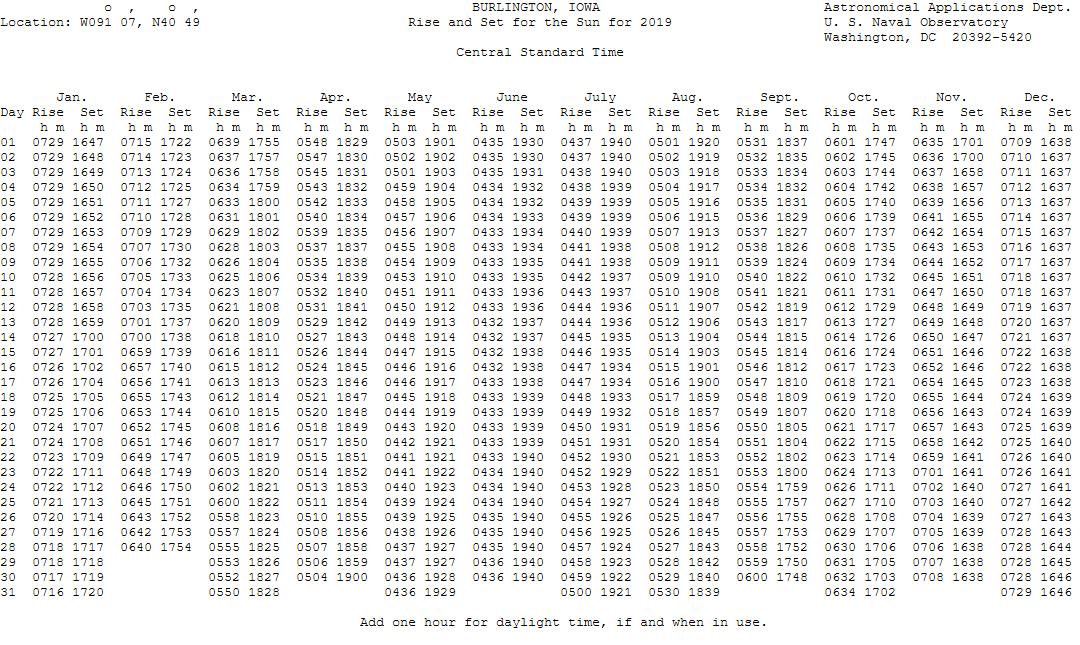 o  ,    o  ,                                  BURLINGTON, IOWA                            Astronomical Applications Dept.
Location: W091 07, N40 49                          Rise and Set for the Sun for 2019                   U. S. Naval Observatory
                                                                                                       Washington, DC  20392-5420
                                                         Central Standard Time
       Jan.       Feb.       Mar.       Apr.       May        June       July       Aug.       Sept.      Oct.       Nov.       Dec.
Day Rise  Set  Rise  Set  Rise  Set  Rise  Set  Rise  Set  Rise  Set  Rise  Set  Rise  Set  Rise  Set  Rise  Set  Rise  Set  Rise  Set
     h m  h m   h m  h m   h m  h m   h m  h m   h m  h m   h m  h m   h m  h m   h m  h m   h m  h m   h m  h m   h m  h m   h m  h m
01  0729 1647  0715 1722  0639 1755  0548 1829  0503 1901  0435 1930  0437 1940  0501 1920  0531 1837  0601 1747  0635 1701  0709 1638
02  0729 1648  0714 1723  0637 1757  0547 1830  0502 1902  0435 1930  0437 1940  0502 1919  0532 1835  0602 1745  0636 1700  0710 1637
03  0729 1649  0713 1724  0636 1758  0545 1831  0501 1903  0435 1931  0438 1940  0503 1918  0533 1834  0603 1744  0637 1658  0711 1637
04  0729 1650  0712 1725  0634 1759  0543 1832  0459 1904  0434 1932  0438 1939  0504 1917  0534 1832  0604 1742  0638 1657  0712 1637
05  0729 1651  0711 1727  0633 1800  0542 1833  0458 1905  0434 1932  0439 1939  0505 1916  0535 1831  0605 1740  0639 1656  0713 1637
06  0729 1652  0710 1728  0631 1801  0540 1834  0457 1906  0434 1933  0439 1939  0506 1915  0536 1829  0606 1739  0641 1655  0714 1637
07  0729 1653  0709 1729  0629 1802  0539 1835  0456 1907  0433 1934  0440 1939  0507 1913  0537 1827  0607 1737  0642 1654  0715 1637
08  0729 1654  0707 1730  0628 1803  0537 1837  0455 1908  0433 1934  0441 1938  0508 1912  0538 1826  0608 1735  0643 1653  0716 1637
09  0729 1655  0706 1732  0626 1804  0535 1838  0454 1909  0433 1935  0441 1938  0509 1911  0539 1824  0609 1734  0644 1652  0717 1637
10  0728 1656  0705 1733  0625 1806  0534 1839  0453 1910  0433 1935  0442 1937  0509 1910  0540 1822  0610 1732  0645 1651  0718 1637
11  0728 1657  0704 1734  0623 1807  0532 1840  0451 1911  0433 1936  0443 1937  0510 1908  0541 1821  0611 1731  0647 1650  0718 1637
12  0728 1658  0703 1735  0621 1808  0531 1841  0450 1912  0433 1936  0444 1936  0511 1907  0542 1819  0612 1729  0648 1649  0719 1637
13  0728 1659  0701 1737  0620 1809  0529 1842  0449 1913  0432 1937  0444 1936  0512 1906  0543 1817  0613 1727  0649 1648  0720 1637
14  0727 1700  0700 1738  0618 1810  0527 1843  0448 1914  0432 1937  0445 1935  0513 1904  0544 1815  0614 1726  0650 1647  0721 1637
15  0727 1701  0659 1739  0616 1811  0526 1844  0447 1915  0432 1938  0446 1935  0514 1903  0545 1814  0616 1724  0651 1646  0722 1638
16  0726 1702  0657 1740  0615 1812  0524 1845  0446 1916  0432 1938  0447 1934  0515 1901  0546 1812  0617 1723  0652 1646  0722 1638
17  0726 1704  0656 1741  0613 1813  0523 1846  0446 1917  0433 1938  0447 1934  0516 1900  0547 1810  0618 1721  0654 1645  0723 1638
18  0725 1705  0655 1743  0612 1814  0521 1847  0445 1918  0433 1939  0448 1933  0517 1859  0548 1809  0619 1720  0655 1644  0724 1639
19  0725 1706  0653 1744  0610 1815  0520 1848  0444 1919  0433 1939  0449 1932  0518 1857  0549 1807  0620 1718  0656 1643  0724 1639
20  0724 1707  0652 1745  0608 1816  0518 1849  0443 1920  0433 1939  0450 1931  0519 1856  0550 1805  0621 1717  0657 1643  0725 1639
21  0724 1708  0651 1746  0607 1817  0517 1850  0442 1921  0433 1939  0451 1931  0520 1854  0551 1804  0622 1715  0658 1642  0725 1640
22  0723 1709  0649 1747  0605 1819  0515 1851  0441 1921  0433 1940  0452 1930  0521 1853  0552 1802  0623 1714  0659 1641  0726 1640
23  0722 1711  0648 1749  0603 1820  0514 1852  0441 1922  0434 1940  0452 1929  0522 1851  0553 1800  0624 1713  0701 1641  0726 1641
24  0722 1712  0646 1750  0602 1821  0513 1853  0440 1923  0434 1940  0453 1928  0523 1850  0554 1759  0626 1711  0702 1640  0727 1641
25  0721 1713  0645 1751  0600 1822  0511 1854  0439 1924  0434 1940  0454 1927  0524 1848  0555 1757  0627 1710  0703 1640  0727 1642
26  0720 1714  0643 1752  0558 1823  0510 1855  0439 1925  0435 1940  0455 1926  0525 1847  0556 1755  0628 1708  0704 1639  0727 1643
27  0719 1716  0642 1753  0557 1824  0508 1856  0438 1926  0435 1940  0456 1925  0526 1845  0557 1753  0629 1707  0705 1639  0728 1643
28  0718 1717  0640 1754  0555 1825  0507 1858  0437 1927  0435 1940  0457 1924  0527 1843  0558 1752  0630 1706  0706 1638  0728 1644
29  0718 1718             0553 1826  0506 1859  0437 1927  0436 1940  0458 1923  0528 1842  0559 1750  0631 1705  0707 1638  0728 1645
30  0717 1719             0552 1827  0504 1900  0436 1928  0436 1940  0459 1922  0529 1840  0600 1748  0632 1703  0708 1638  0728 1646
31  0716 1720             0550 1828             0436 1929             0500 1921  0530 1839             0634 1702             0729 1646
                                             Add one hour for daylight time, if and when in use.